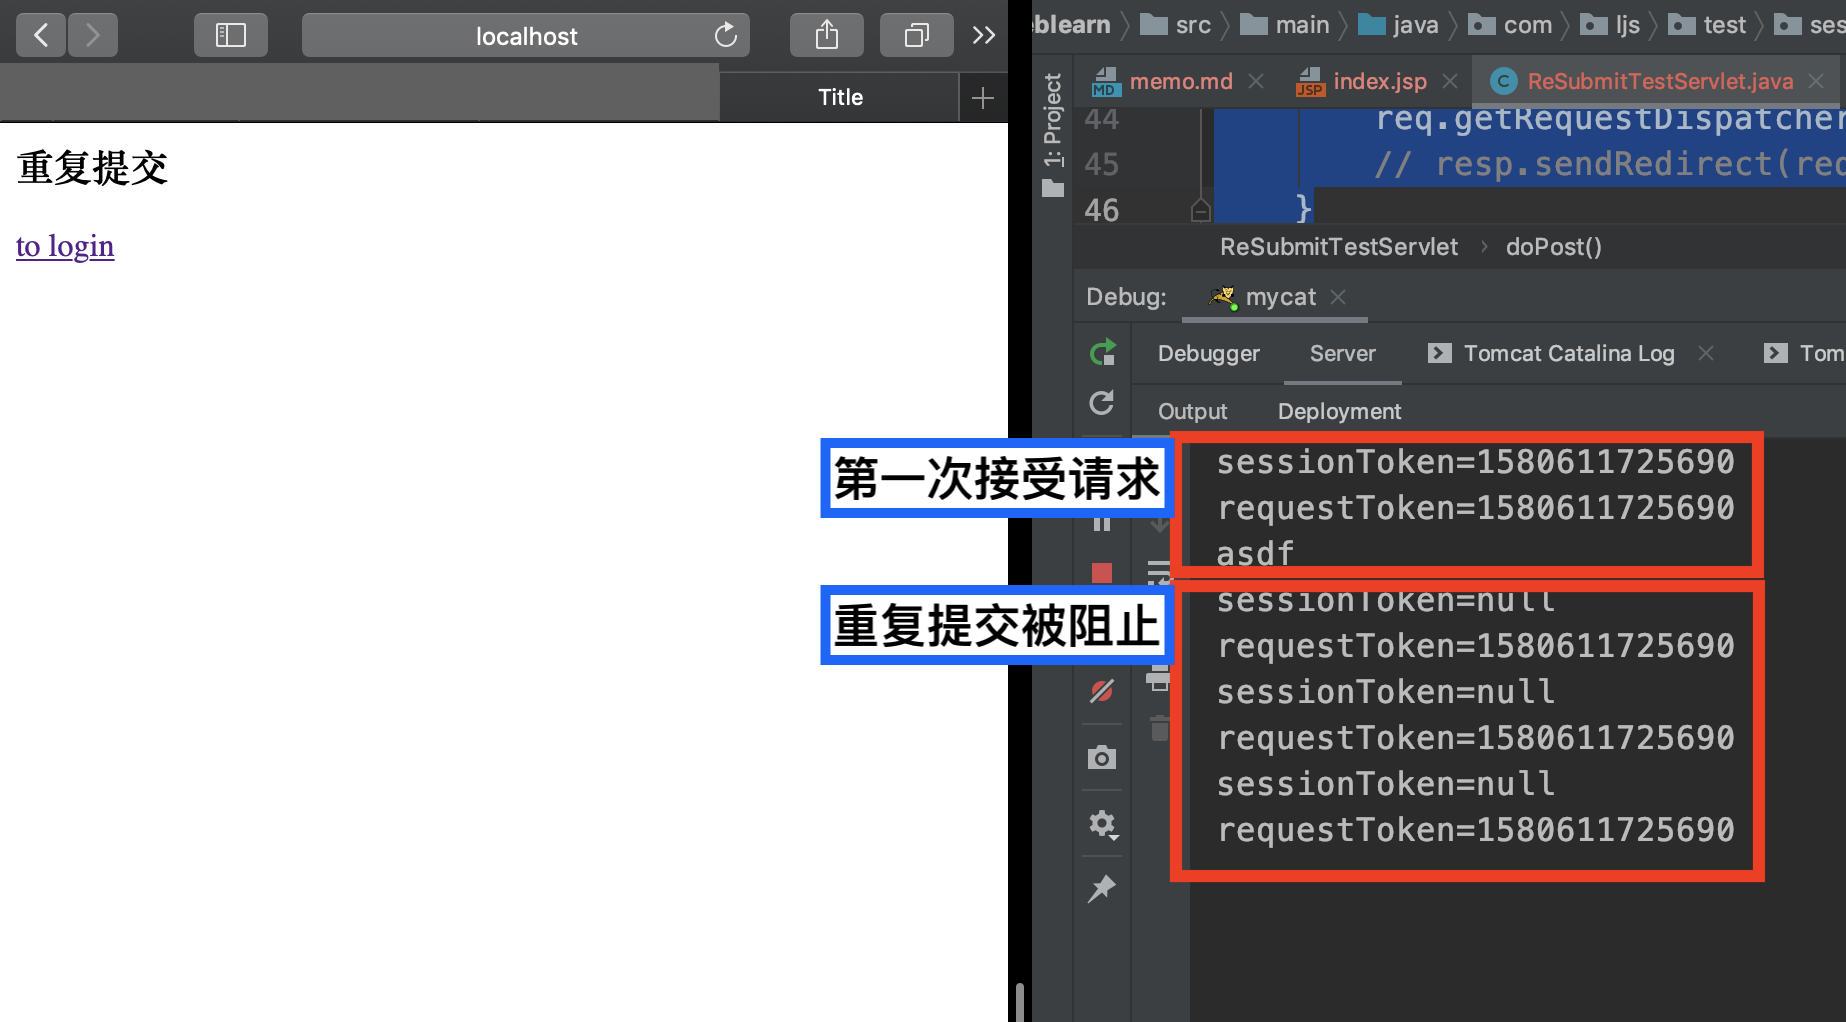 localhost
Title
重复提交
to login
第一次接受请求
重复提交被阻止
eblearn
src
main
java
com
ljs
test
ses
1: Project
MD
memo.md
JSP
index.jsp
C
ReSubmitTestServlet.java
44 req.getRequestDispatcher
45 // resp.sendRedirect(req
46 }
ReSubmitTestServlet
doPost()
Debug:
mycat
Debugger
Server
Tomcat Catalina Log
Tom
Output
Deployment
sessionToken=1580611725690
requestToken=1580611725690
asdf
sessionToken=null
requestToken=1580611725690
sessionToken=null
requestToken=1580611725690
sessionToken=null
requestToken=1580611725690